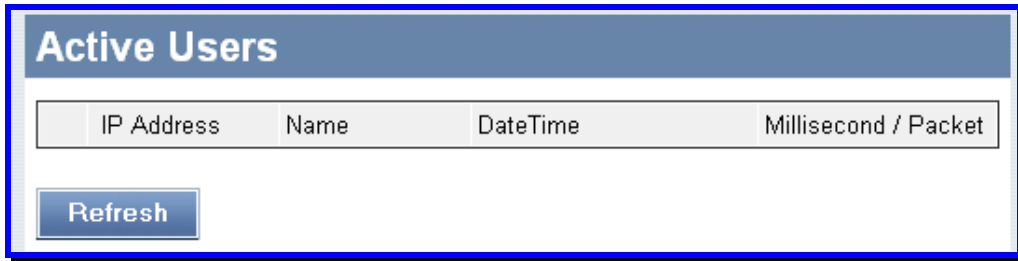 Active Users
IP Address Name DateTime Millisecond / Packet
Refresh